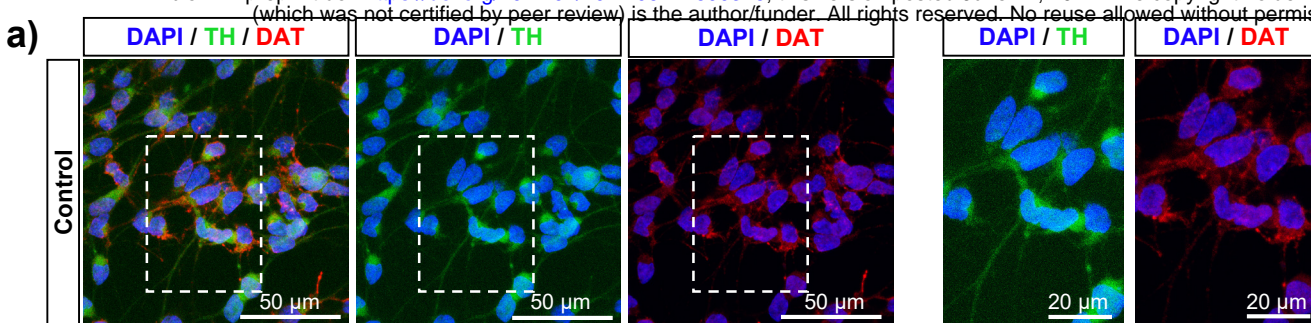 (which was not certified by peer review) is the author/funder. All rights reserved. No reuse allowed without
a)
DAPI / TH / DAT
DAPI / TH
DAPI / DAT
DAPI / TH
DAPI / DAT
Control
50 µm
50 µm
50 µm
20 µm
20 µm